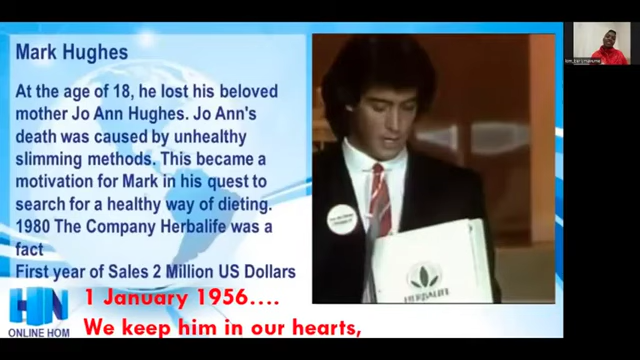 Mark Hughes
At the age of 18, he lost his beloved
mother Jo Ann Hughes. Jo Ann's
death was caused by unhealthy
slimming methods. This became a
motivation for Mark in his quest to
search for a healthy way of dieting.
1980 The Company Herbalife was a
fact
First year of Sales 2 Million US Dollars
HERBALIFE
HN
ONLINE HOM
1 January 1956....
We keep him in our hearts,